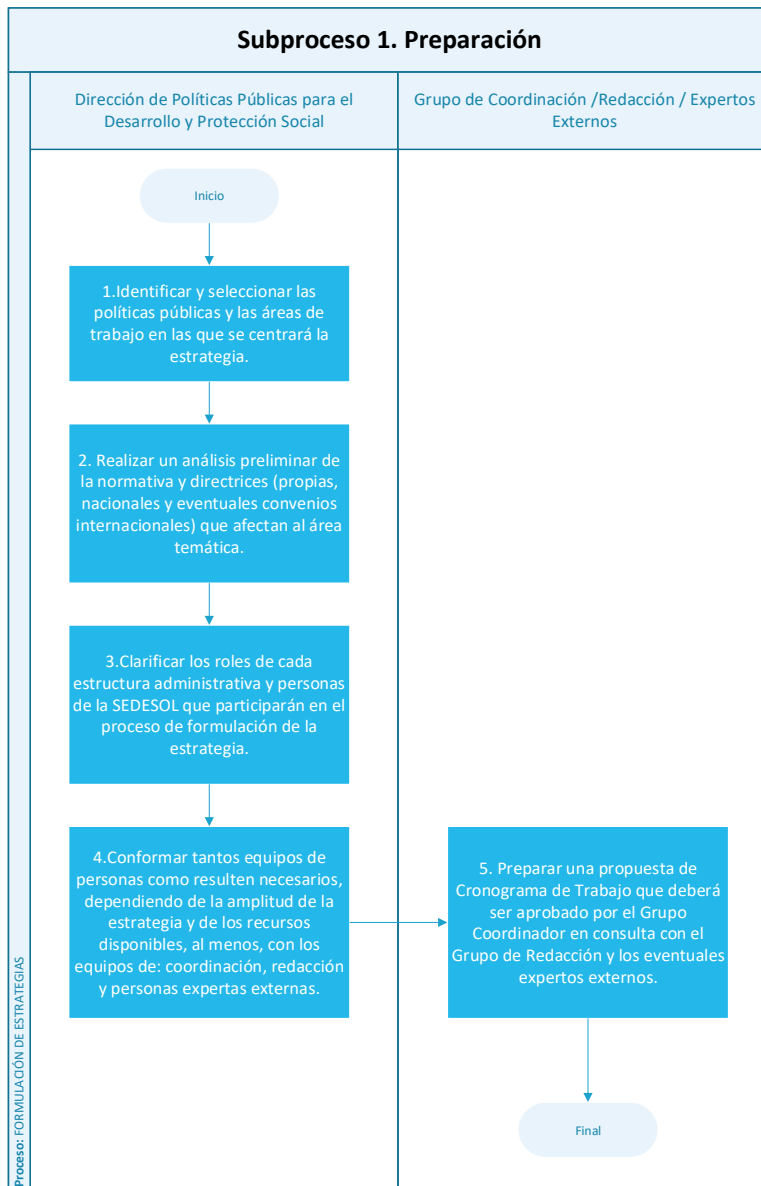 Subproceso 1. Preparación
Dirección de Políticas Públicas para el
Desarrollo y Protección Social
Grupo de Coordinación /Redacción / Expertos
Externos
Inicio
1.Identificar y seleccionar las
políticas públicas y las áreas de
trabajo en las que se centrará la
estrategia.
2. Realizar un análisis preliminar de
la normativa y directrices (propias,
nacionales y eventuales convenios
internacionales) que afectan al área
temática.
3.Clarificar los roles de cada
estructura administrativa y personas
de la SEDESOL que participarán en el
proceso de formulación de la
estrategia.
4.Conformar tantos equipos de
personas como resulten necesarios,
dependiendo de la amplitud de la
estrategia y de los recursos
disponibles, al menos, con los
equipos de: coordinación, redacción
y personas expertas externas.
5. Preparar una propuesta de
Cronograma de Trabajo que deberá
ser aprobado por el Grupo
Coordinador en consulta con el
Grupo de Redacción y los eventuales
expertos externos.
Final
Proceso: FORMULACIÓN DE ESTRATEGIAS